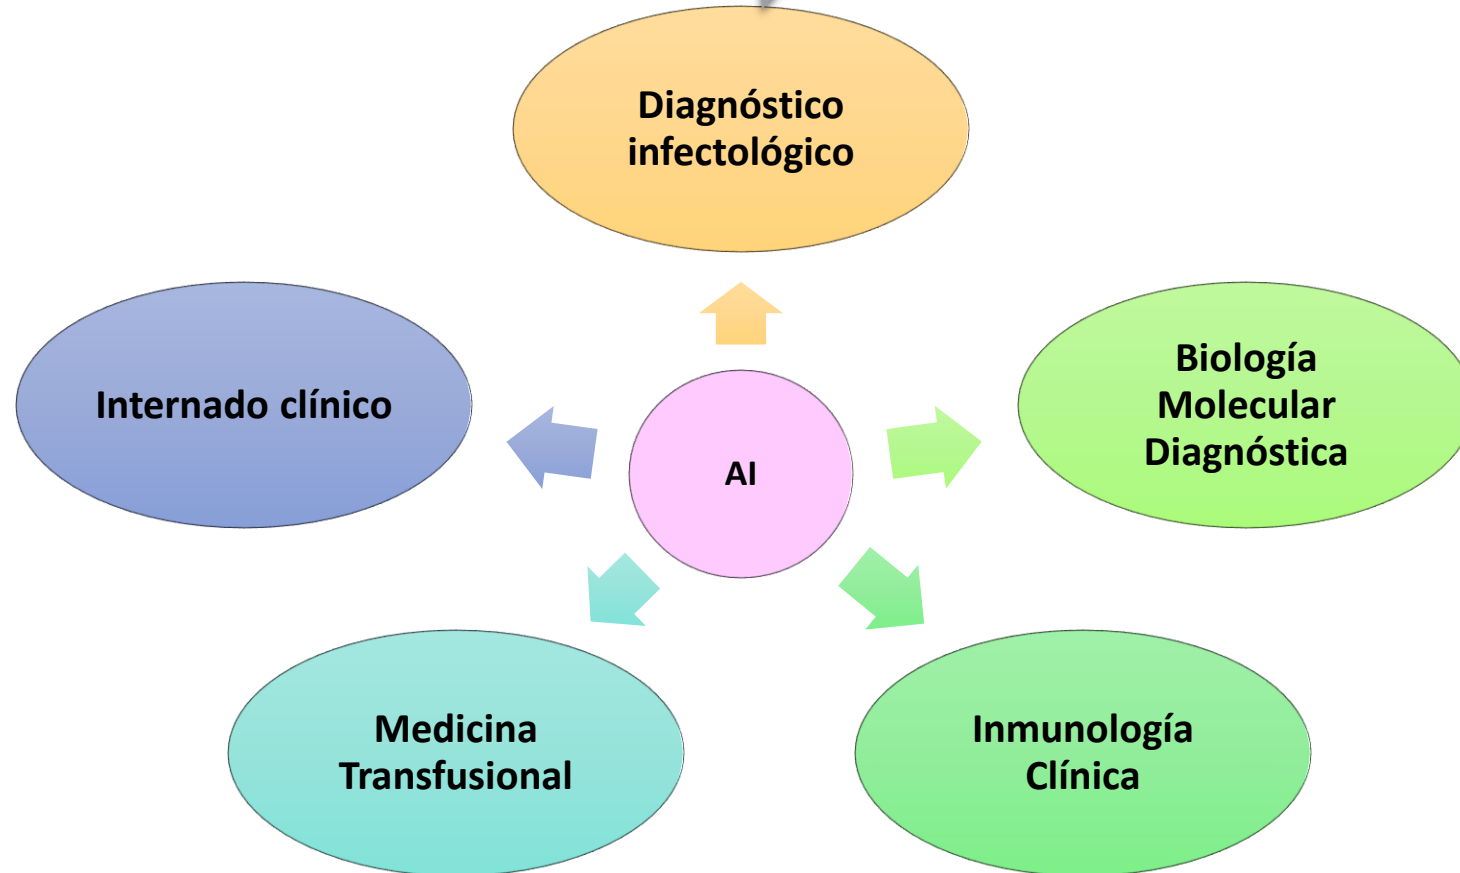 Diagnóstico
infectológico
Internado clínico
Biología
Molecular
Diagnóstica
AI
Medicina
Transfusional
Inmunología
Clínica